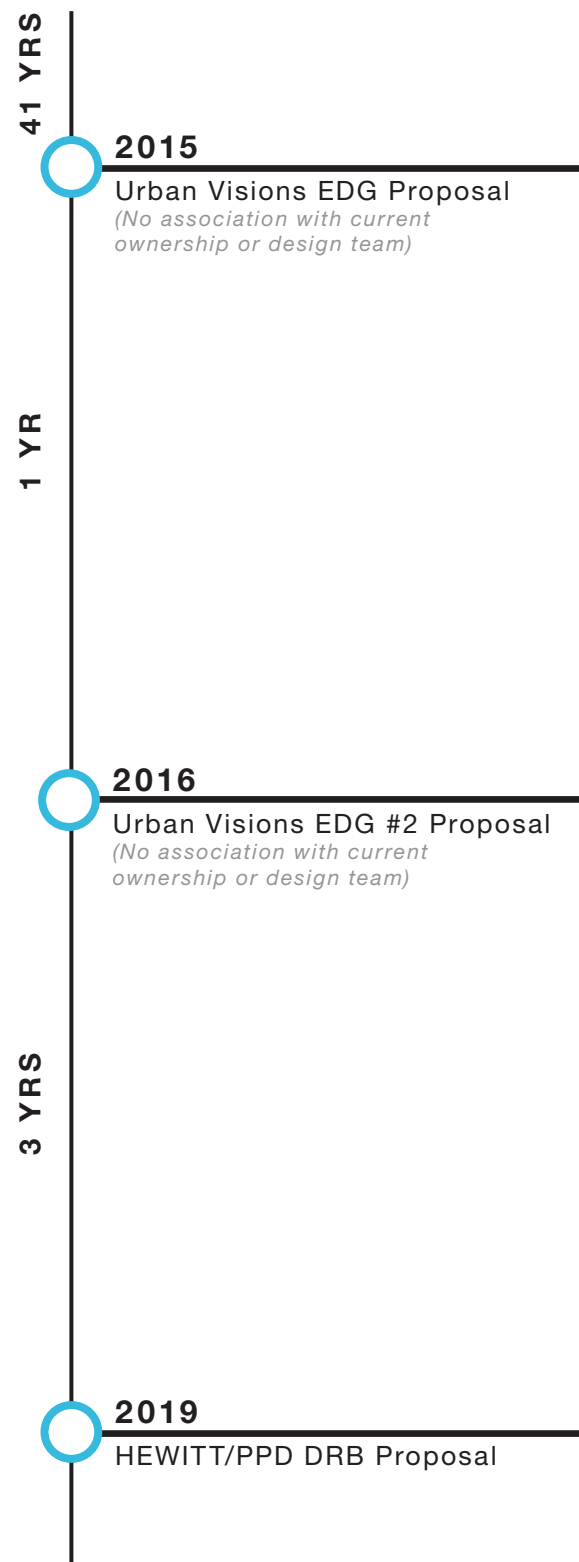 41 YRS
2015
Urban Visions EDG Proposal
(No association with current
ownership or design team)
1 YR
2016
Urban Visions EDG #2 Proposal
(No association with current
ownership or design team)
3 YRS
2019
HEWITT/PPD DRB Proposal